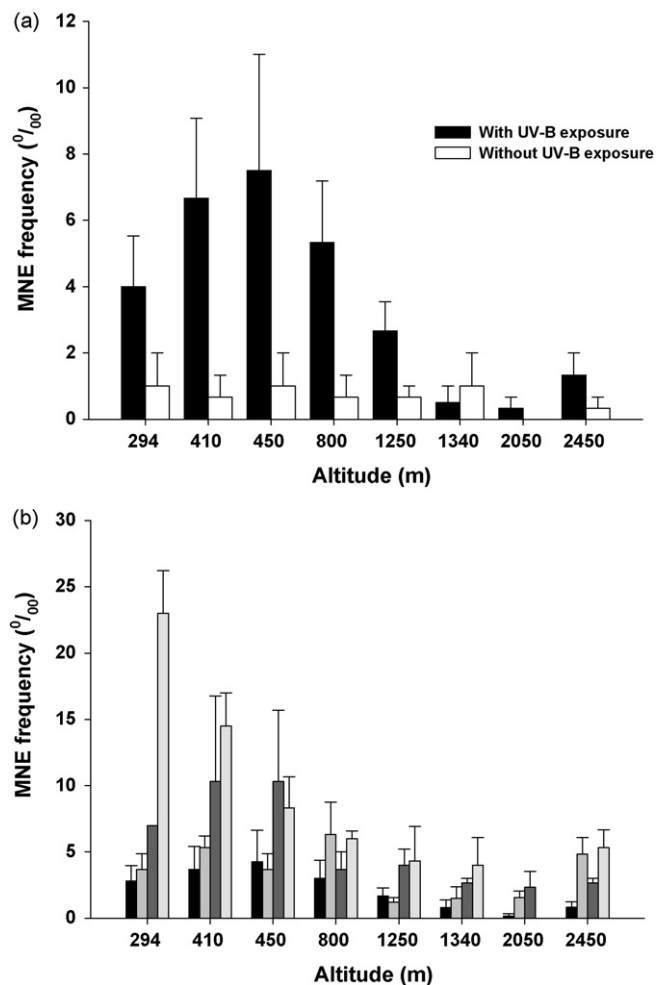 (a)
12
10
8
6
4
2
0
MNE frequency (⁰/₀₀)
With UV-B exposure
Without UV-B exposure
294 410 450 800 1250 1340 2050 2450
Altitude (m)
(b)
30
25
20
15
10
5
0
MNE frequency (⁰/₀₀)
294 410 450 800 1250 1340 2050 2450
Altitude (m)